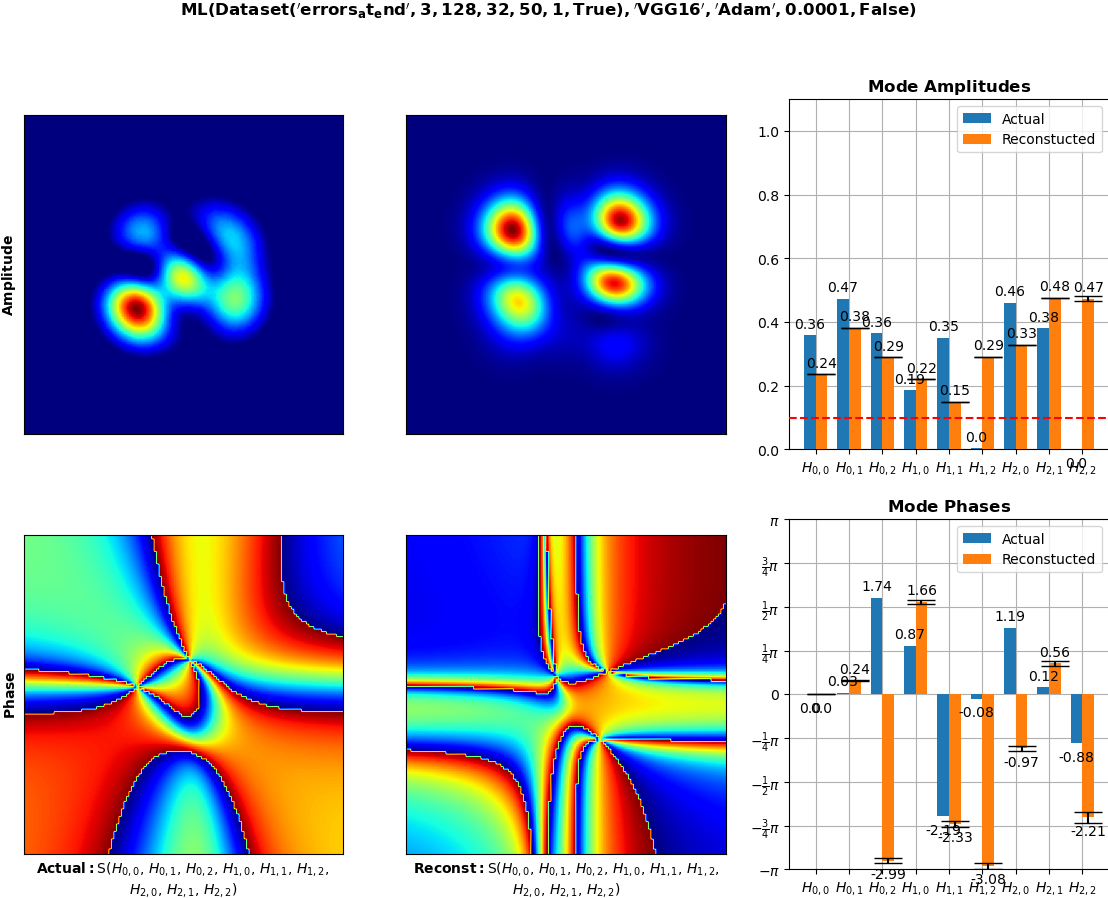 ML(Dataset('errors_at_end', 3, 128, 32, 50, 1, True), 'VGG16', 'Adam', 0.0001, False)
Amplitude
Mode Amplitudes
Actual
Reconstucted
1.0
0.8
0.6
0.4
0.2
0.0
0.36 0.47 0.36 0.19 0.35 0.0 0.46 0.38 0.0
0.24 0.38 0.29 0.22 0.15 0.29 0.33 0.48 0.47
H0,0 H0,1 H0,2 H1,0 H1,1 H1,2 H2,0 H2,1 H2,2
Phase
Mode Phases
Actual
Reconstucted
π
3/4π
1/2π
1/4π
0
−1/4π
−1/2π
−3/4π
−π
0.0 0.03 1.74 0.87 -2.19 -0.08 1.19 0.12 -0.88
0.0 0.24 -2.99 1.66 -2.33 -3.08 -0.97 0.56 -2.21
H0,0 H0,1 H0,2 H1,0 H1,1 H1,2 H2,0 H2,1 H2,2
Actual: S(H0,0, H0,1, H0,2, H1,0, H1,1, H1,2,
H2,0, H2,1, H2,2)
Reconst: S(H0,0, H0,1, H0,2, H1,0, H1,1, H1,2,
H2,0, H2,1, H2,2)